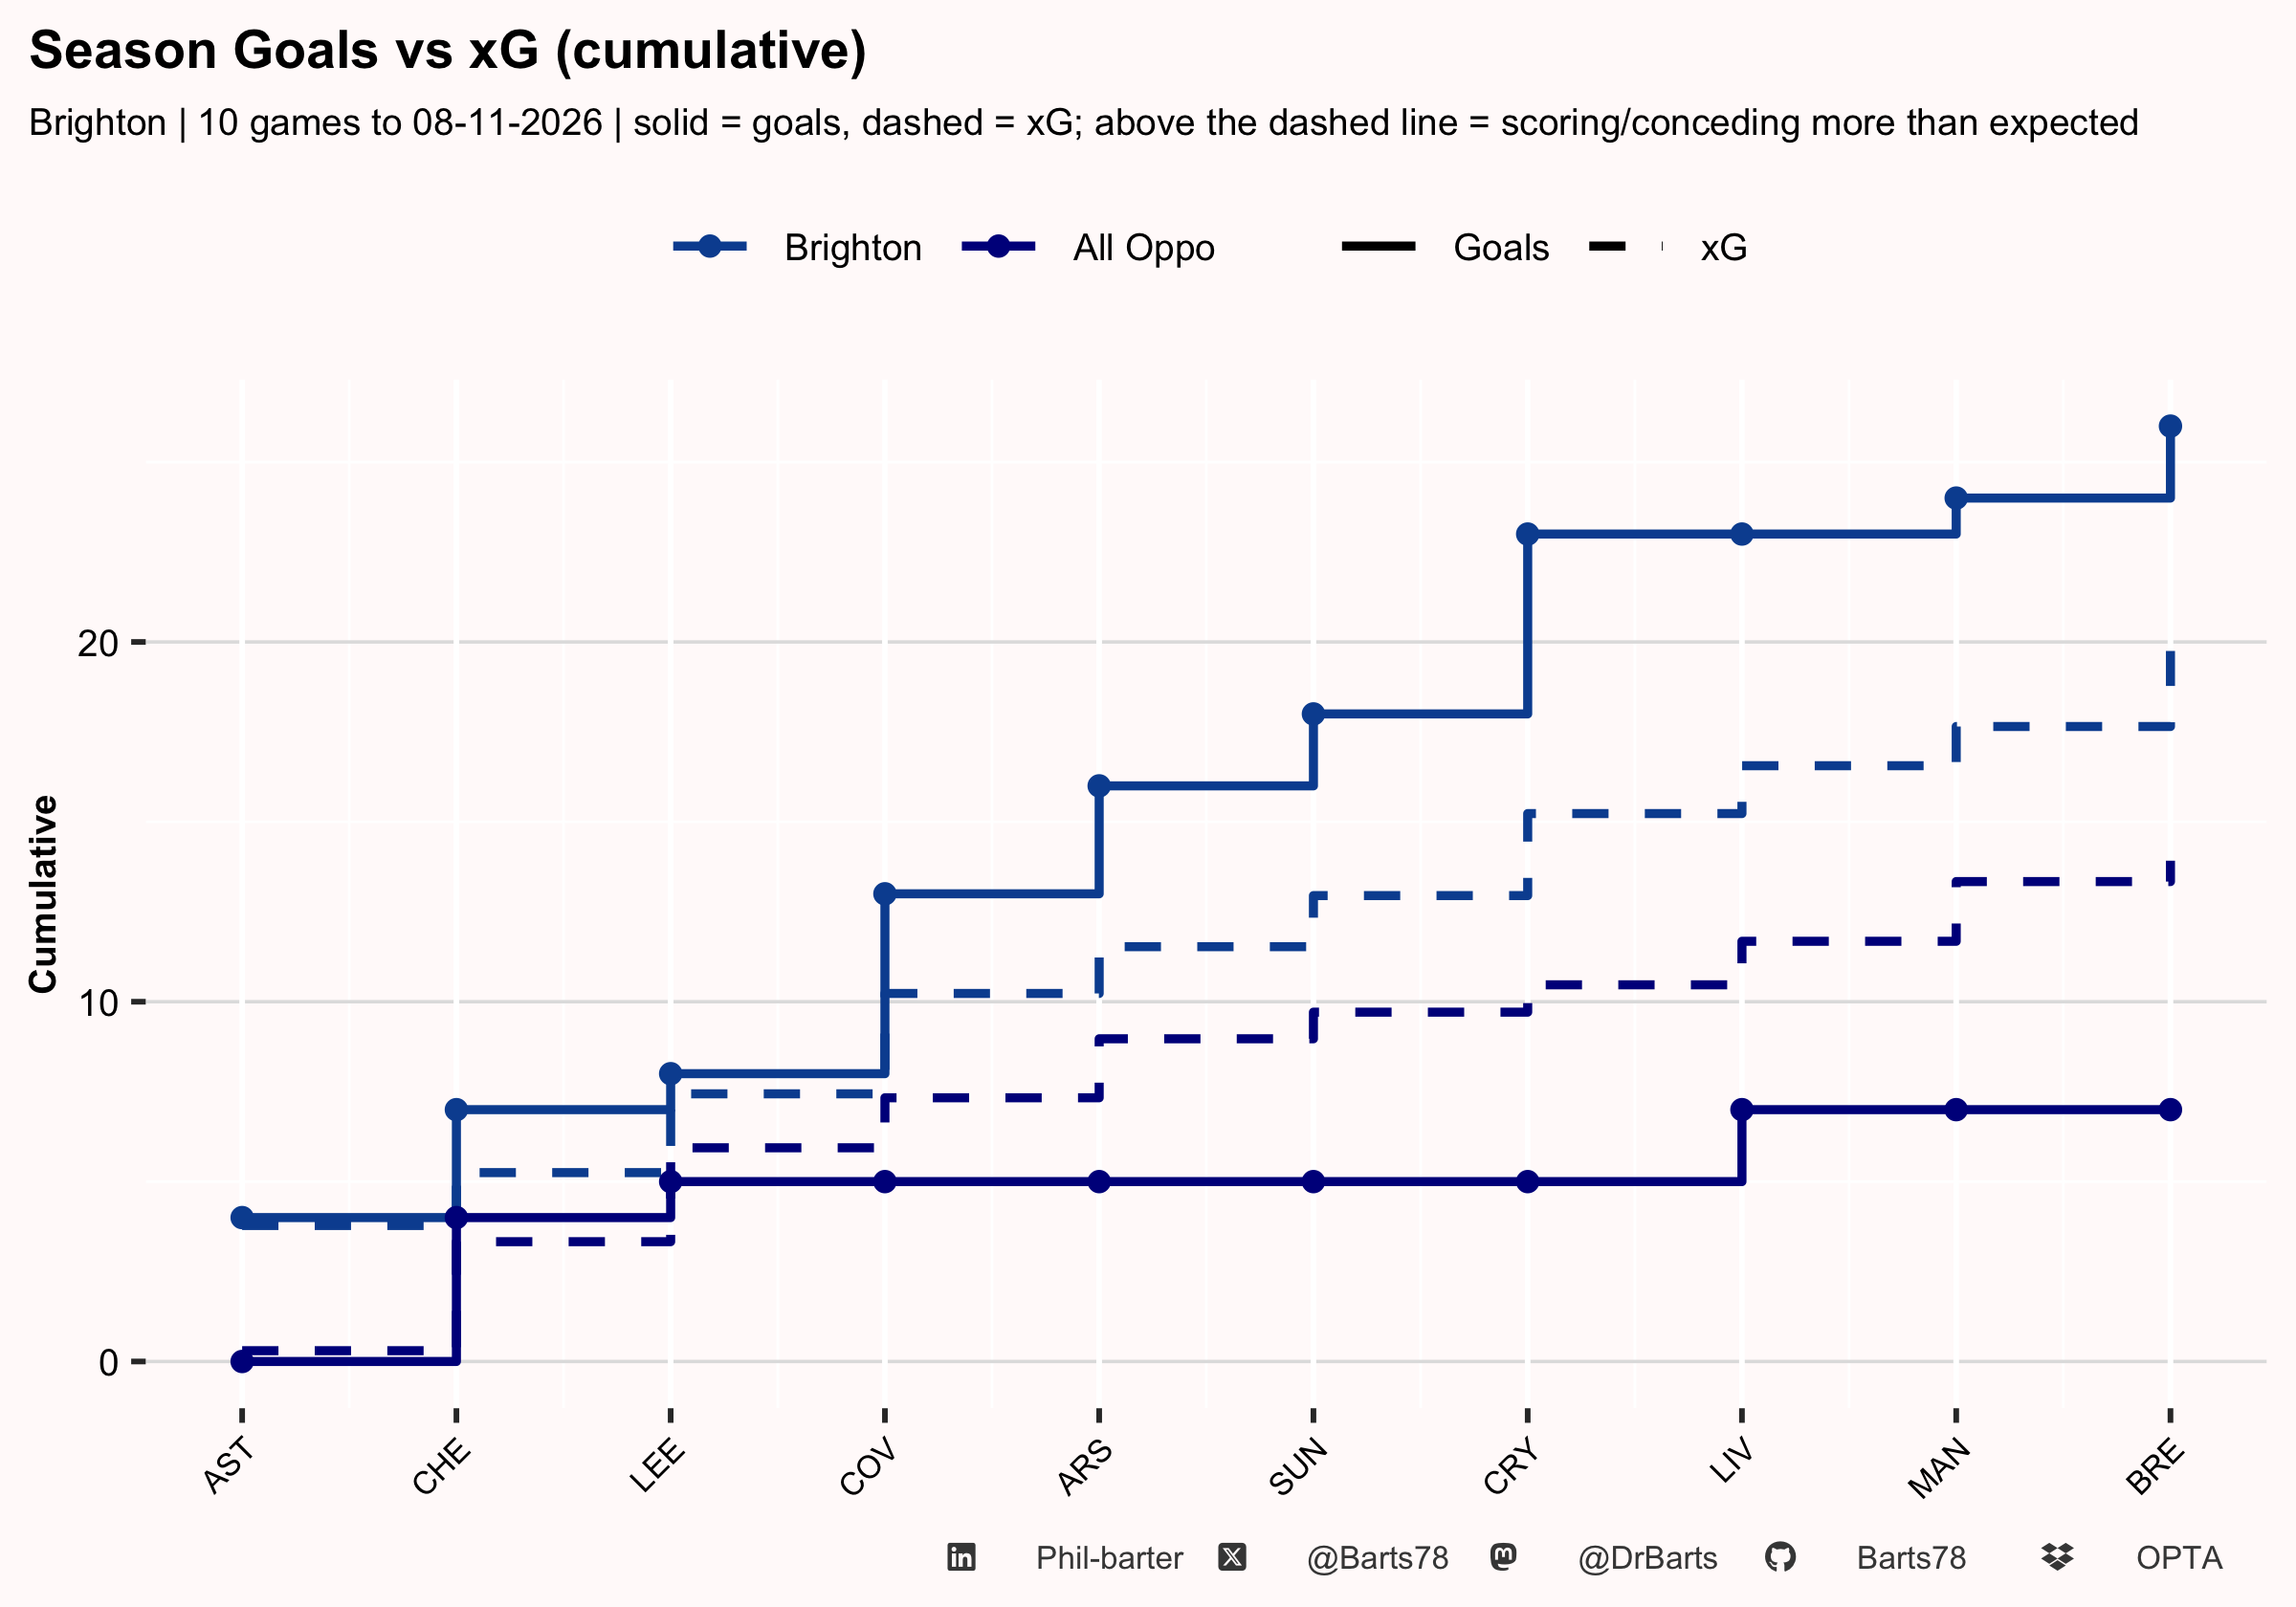 Season Goals vs xG (cumulative)
Brighton | 10 games to 08-11-2026 | solid = goals, dashed = xG; above the dashed line = scoring/conceding more than expected
Brighton All Oppo Goals xG
Cumulative
20
10
0
AST CHE LEE COV ARS SUN CRY LIV MAN BRE
Phil-barter @Barts78 @DrBarts Barts78 OPTA